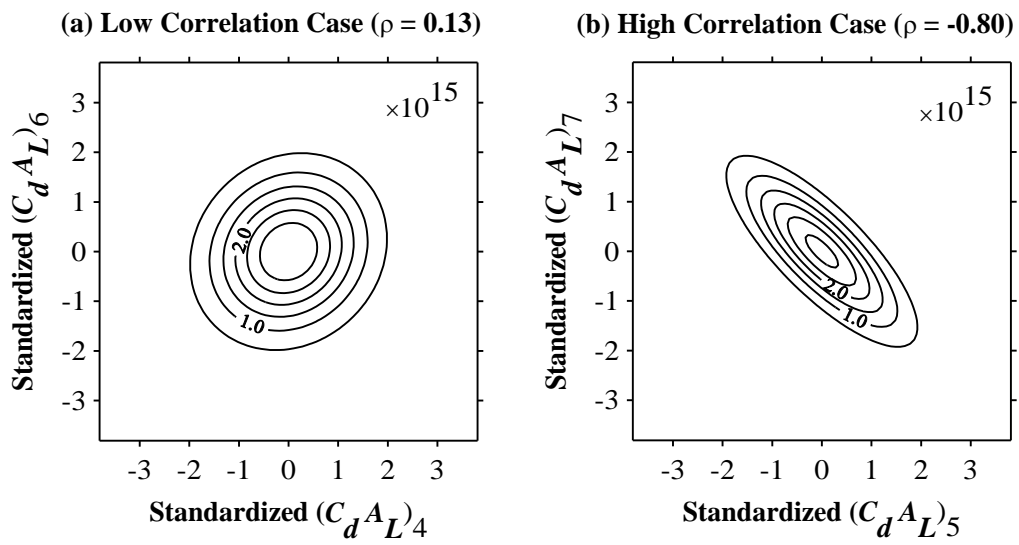 (a) Low Correlation Case (ρ = 0.13)
×10^15
3
2
1
0
-1
-2
-3
Standardized (C_d A_L)_6
2.0
1.0
-3 -2 -1 0 1 2 3
Standardized (C_d A_L)_4
(b) High Correlation Case (ρ = -0.80)
×10^15
3
2
1
0
-1
-2
-3
Standardized (C_d A_L)_7
2.0
1.0
-3 -2 -1 0 1 2 3
Standardized (C_d A_L)_5